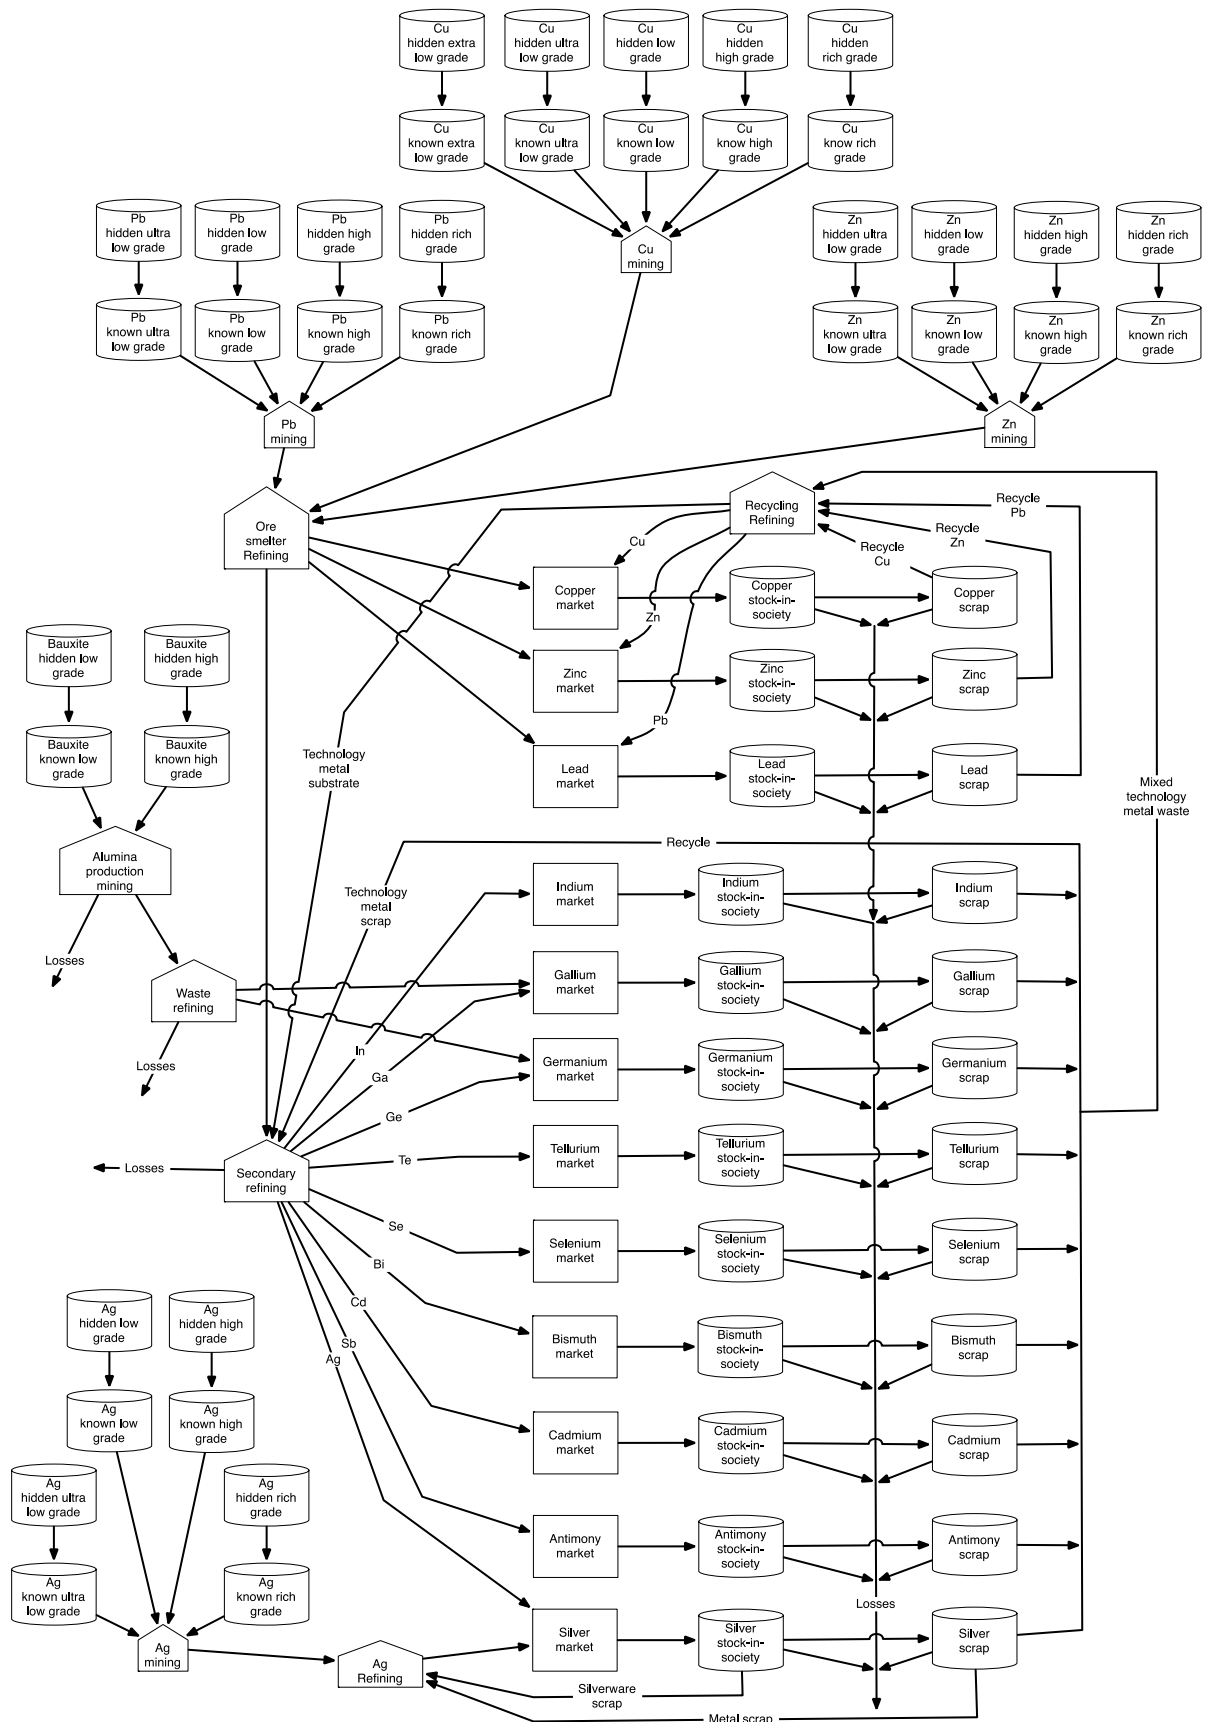 Cu
hidden extra
low grade
Cu
hidden ultra
low grade
Cu
hidden low
grade
Cu
hidden
high grade
Cu
hidden
rich grade
Cu
known extra
low grade
Cu
known ultra
low grade
Cu
known low
grade
Cu
know high
grade
Cu
know rich
grade
Pb
hidden ultra
low grade
Pb
hidden low
grade
Pb
hidden high
grade
Pb
hidden rich
grade
Cu
mining
Zn
hidden ultra
low grade
Zn
hidden low
grade
Zn
hidden high
grade
Zn
hidden rich
grade
Pb
known ultra
low grade
Pb
known low
grade
Pb
known high
grade
Pb
known rich
grade
Zn
known ultra
low grade
Zn
known low
grade
Zn
known high
grade
Zn
known rich
grade
Pb
mining
Zn
mining
Ore
smelter
Refining
Recycling
Refining
Recycle
Pb
Recycle
Zn
Recycle
Cu
Cu
Zn
Pb
Copper
market
Copper
stock-in-
society
Copper
scrap
Bauxite
hidden low
grade
Bauxite
hidden high
grade
Zinc
market
Zinc
stock-in-
society
Zinc
scrap
Bauxite
known low
grade
Bauxite
known high
grade
Technology
metal
substrate
Lead
market
Lead
stock-in-
society
Lead
scrap
Mixed
technology
metal waste
Alumina
production
mining
Recycle
Technology
metal
scrap
Indium
market
Indium
stock-in-
society
Indium
scrap
Losses
Waste
refining
Gallium
market
Gallium
stock-in-
society
Gallium
scrap
Losses
In
Ga
Ge
Germanium
market
Germanium
stock-in-
society
Germanium
scrap
Losses
Secondary
refining
Te
Tellurium
market
Tellurium
stock-in-
society
Tellurium
scrap
Se
Selenium
market
Selenium
stock-in-
society
Selenium
scrap
Bi
Cd
Sb
Ag
Ag
hidden low
grade
Ag
hidden high
grade
Bismuth
market
Bismuth
stock-in-
society
Bismuth
scrap
Ag
known low
grade
Ag
known high
grade
Cadmium
market
Cadmium
stock-in-
society
Cadmium
scrap
Ag
hidden ultra
low grade
Ag
hidden rich
grade
Antimony
market
Antimony
stock-in-
society
Antimony
scrap
Ag
known ultra
low grade
Ag
known rich
grade
Losses
Ag
mining
Ag
Refining
Silver
market
Silver
stock-in-
society
Silver
scrap
Silverware
scrap
Metal scrap